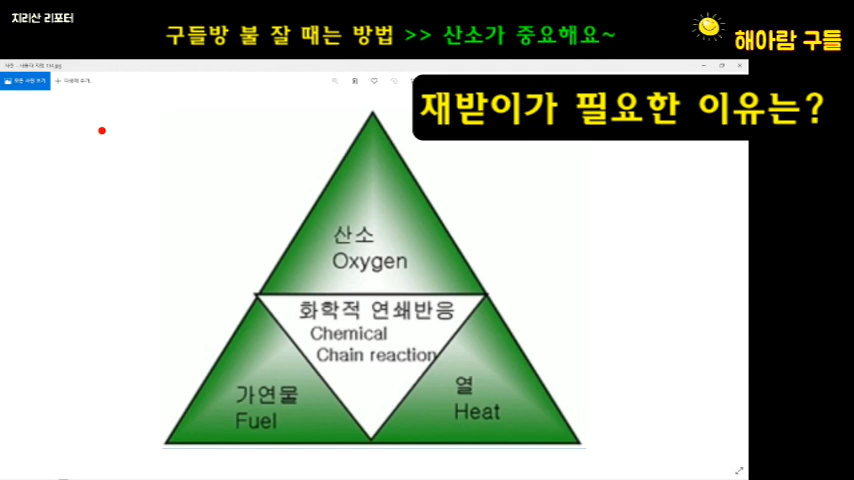 지리산 리포터
구들방 불 잘 때는 방법 >> 산소가 중요해요~
해아람 구들
재받이가 필요한 이유는?
산소
Oxygen
화학적 연쇄반응
Chemical
Chain reaction
가연물
Fuel
열
Heat